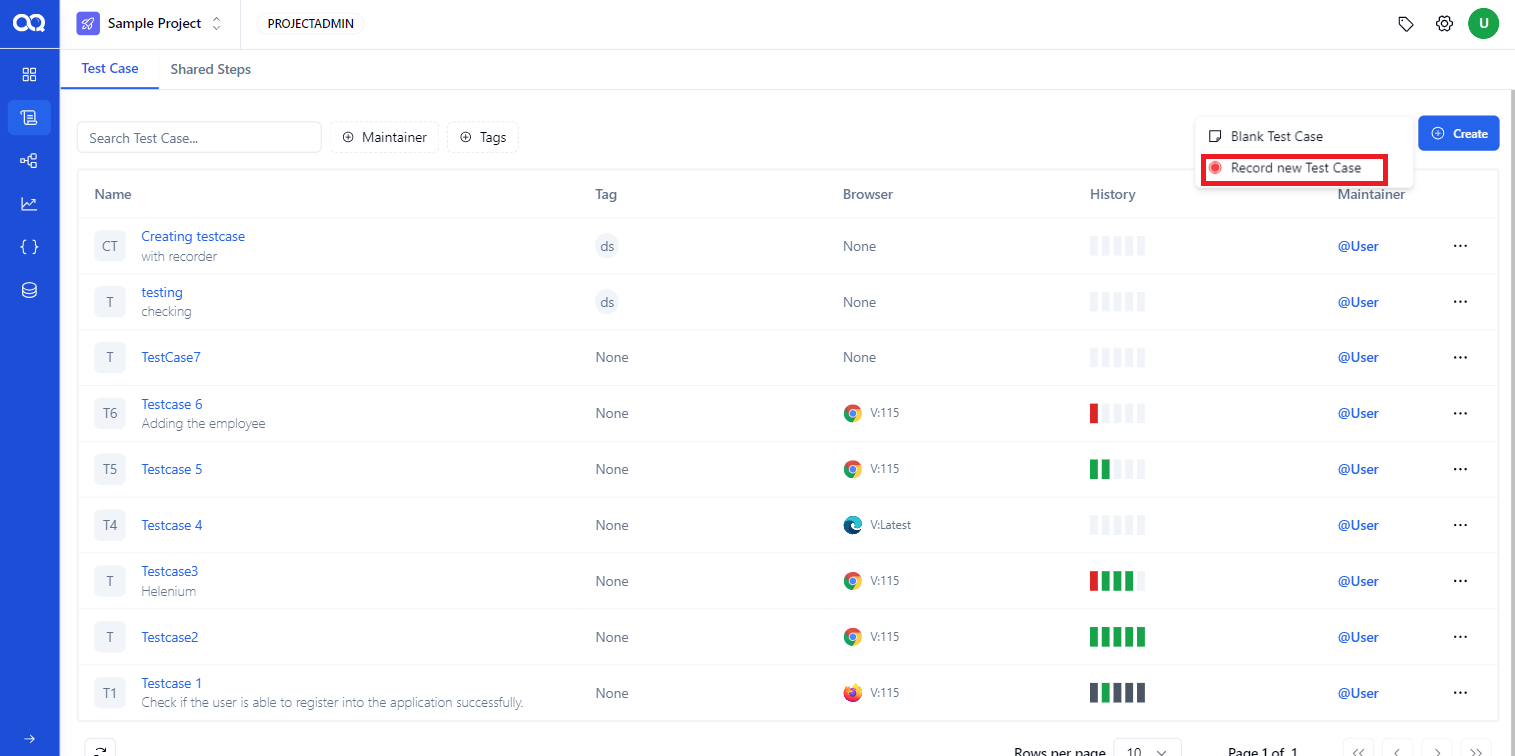 Sample Project
PROJECTADMIN
U
Test Case
Shared Steps
Search Test Case...
Maintainer
Tags
Blank Test Case
Record new Test Case
Create
Name Tag Browser History Maintainer
CT Creating testcase ds None @User ...
with recorder
T testing ds None @User ...
checking
T TestCase7 None None @User ...
T6 Testcase 6 None V:115 @User ...
Adding the employee
T5 Testcase 5 None V:115 @User ...
T4 Testcase 4 None V:Latest @User ...
T Testcase3 None V:115 @User ...
Helenium
T Testcase2 None V:115 @User ...
T1 Testcase 1 None V:115 @User ...
Check if the user is able to register into the application successfully.
Rows per page 10 Page 1 of 1